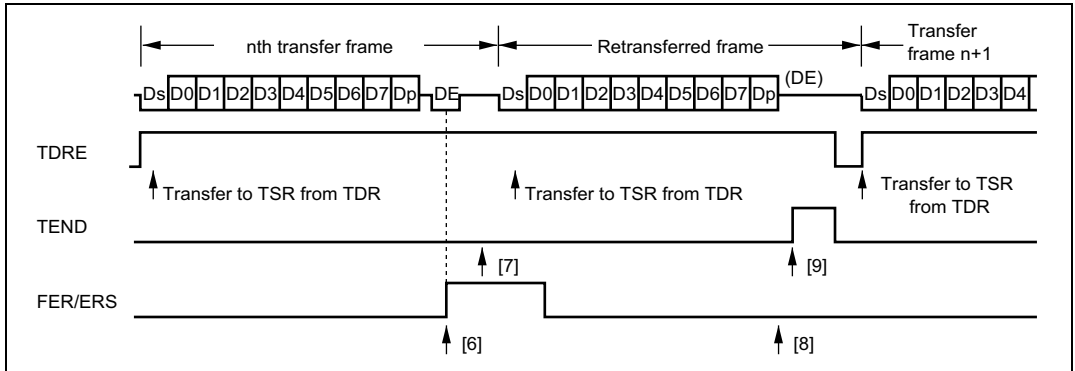 nth transfer frame
Retransferred frame
Transfer
frame n+1
Ds D0 D1 D2 D3 D4 D5 D6 D7 Dp
DE
Ds D0 D1 D2 D3 D4 D5 D6 D7 Dp
(DE)
Ds D0 D1 D2 D3 D4
TDRE
Transfer to TSR from TDR
Transfer to TSR from TDR
Transfer to TSR
from TDR
TEND
[7]
[9]
FER/ERS
[6]
[8]